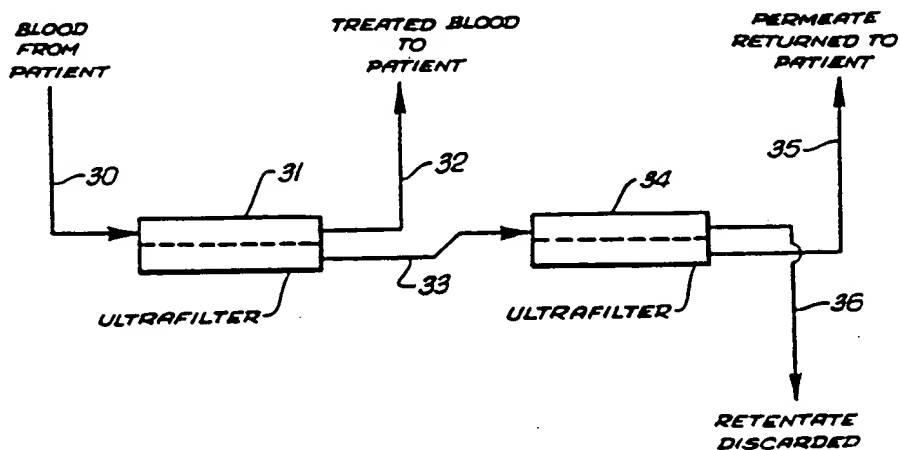 BLOOD
FROM
PATIENT
TREATED BLOOD
TO
PATIENT
PERMEATE
RETURNED TO
PATIENT
30
31
32
33
34
35
36
ULTRAFILTER
ULTRAFILTER
RETENTATE
DISCARDED